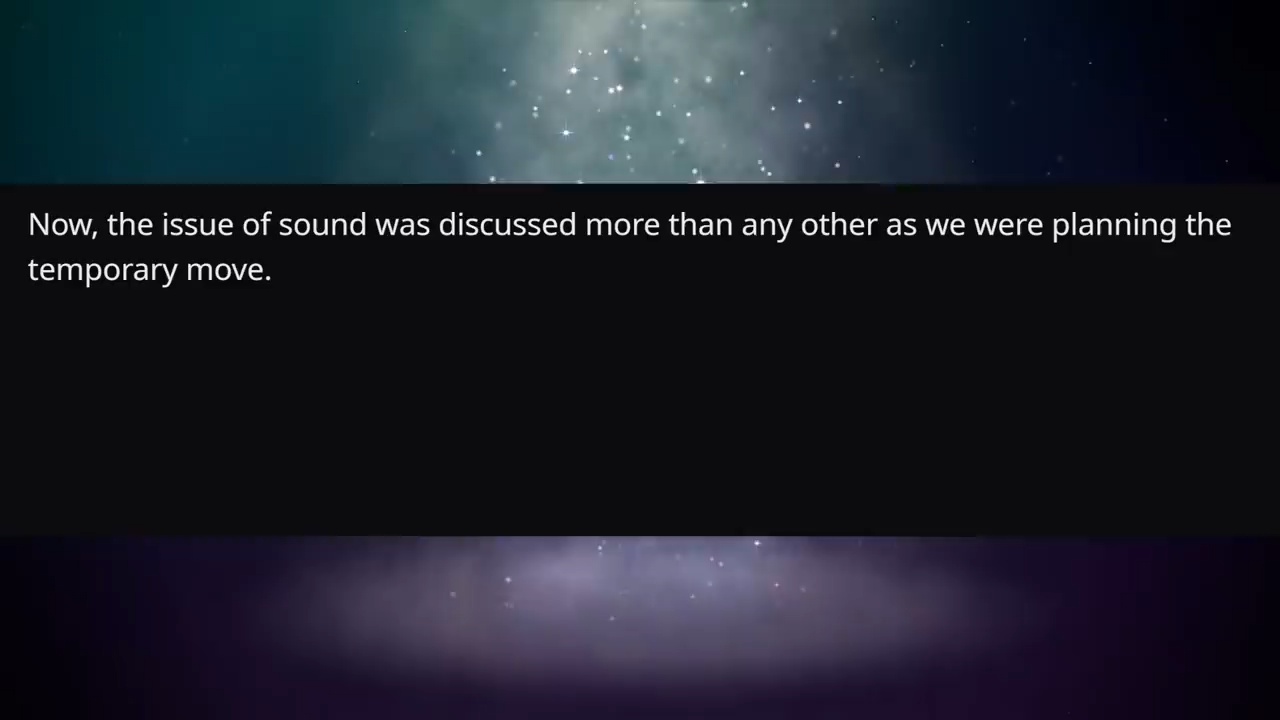 Now, the issue of sound was discussed more than any other as we were planning the
temporary move.